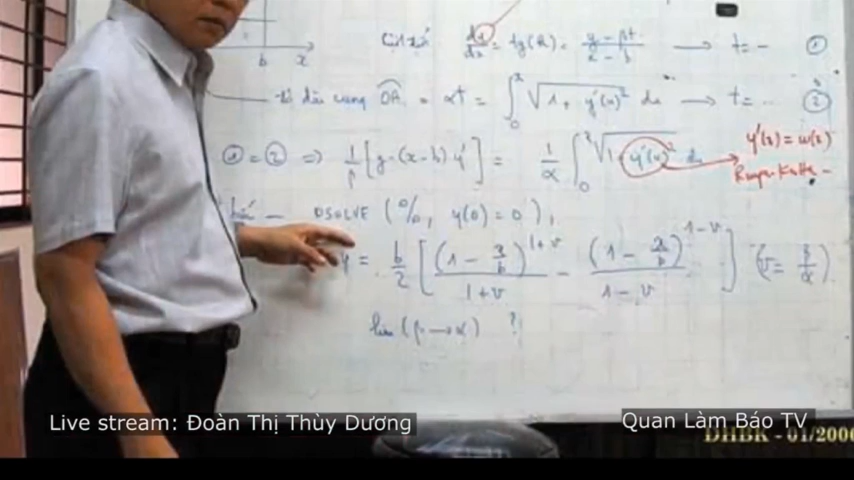 dy/dx = tg(α) = (y - βt)/(x - b) → t = – ①
b x
tô dài cung OA = αt = ∫₀ˣ √(1 + y'(x)²) dx → t = ... ②
① = ② ⇒ 1/β [y - (x - b) y'] = 1/α ∫₀ˣ √(1 + y'(x)²) dx
y'(x) = w(x)
Runge-Kutta –
DSOLVE (%, y(0) = 0),
y = b/2 [ (1 - x/b)^(1+v) / (1+v) - (1 - x/b)^(1-v) / (1-v) ] (v = β/α)
lim (β → α) ?
Live stream: Đoàn Thị Thùy Dương
Quan Làm Báo TV
ĐHBK - 01/2006